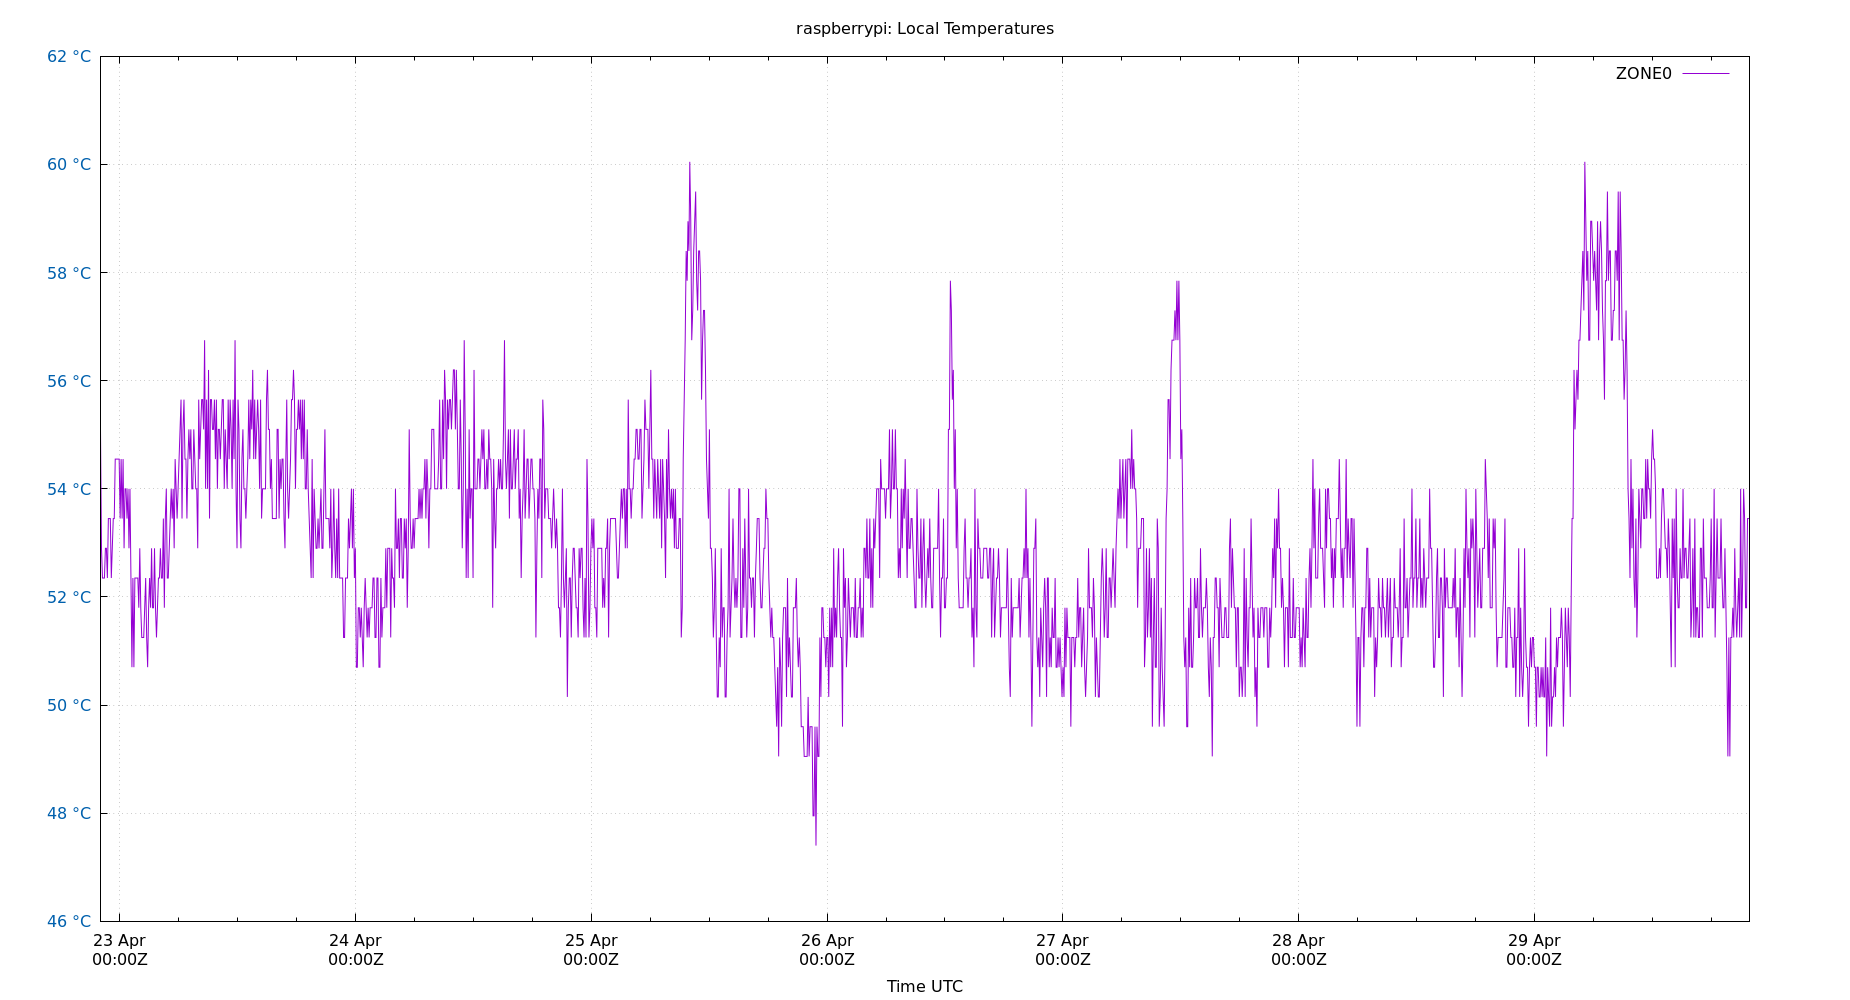 raspberrypi: Local Temperatures
62 °C
ZONE0
60 °C
58 °C
56 °C
54 °C
52 °C
50 °C
48 °C
46 °C
23 Apr 24 Apr 25 Apr 26 Apr 27 Apr 28 Apr 29 Apr
00:00Z 00:00Z 00:00Z 00:00Z 00:00Z 00:00Z 00:00Z
Time UTC